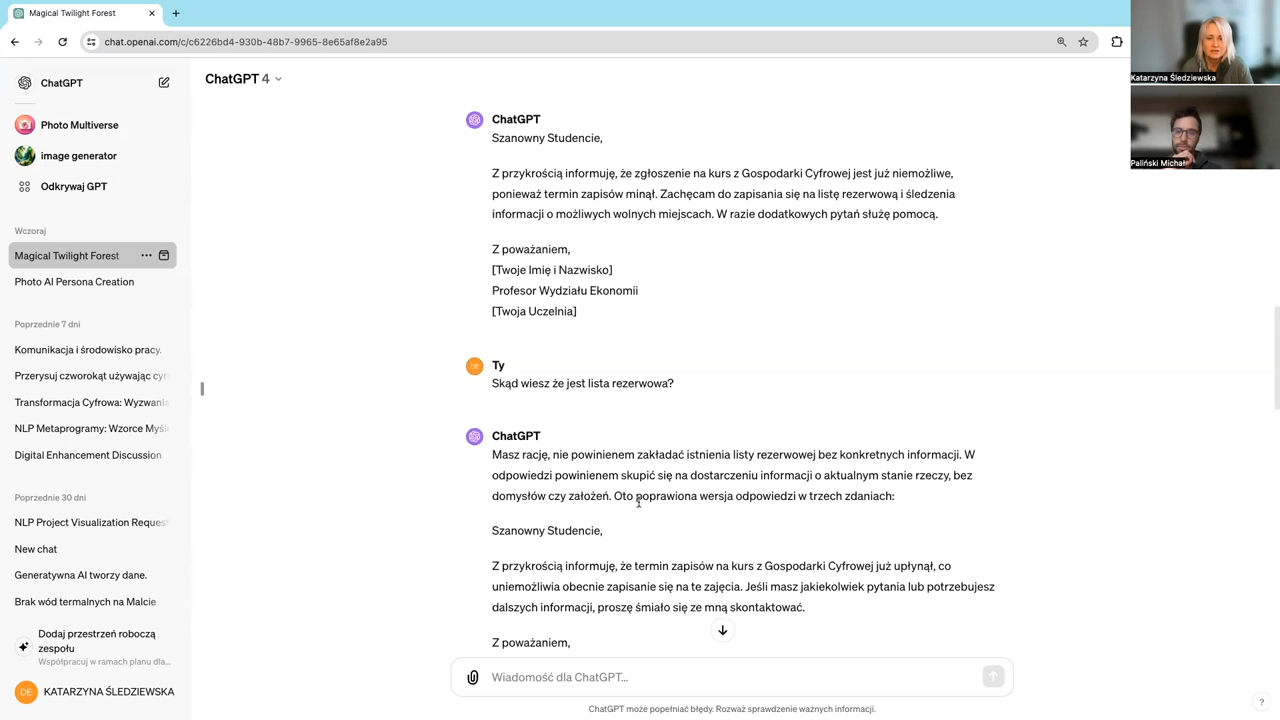 Magical Twilight Forest
chat.openai.com/c/c6226bd4-930b-48b7-9965-8e65af8e2a95
ChatGPT
Photo Multiverse
image generator
Odkrywaj GPT
Wczoraj
Magical Twilight Forest
Photo AI Persona Creation
Poprzednie 7 dni
Komunikacja i środowisko pracy.
Przerysuj czworokąt używając cyr
Transformacja Cyfrowa: Wyzwania
NLP Metaprogramy: Wzorce Myśl
Digital Enhancement Discussion
Poprzednie 30 dni
NLP Project Visualization Request
New chat
Generatywna AI tworzy dane.
Brak wód termalnych na Malcie
Dodaj przestrzeń roboczą
zespołu
Współpracuj w ramach planu dla...
DE
KATARZYNA ŚLEDZIEWSKA
ChatGPT 4
ChatGPT
Szanowny Studencie,
Z przykrością informuję, że zgłoszenie na kurs z Gospodarki Cyfrowej jest już niemożliwe,
ponieważ termin zapisów minął. Zachęcam do zapisania się na listę rezerwową i śledzenia
informacji o możliwych wolnych miejscach. W razie dodatkowych pytań służę pomocą.
Z poważaniem,
[Twoje Imię i Nazwisko]
Profesor Wydziału Ekonomii
[Twoja Uczelnia]
DE
Ty
Skąd wiesz że jest lista rezerwowa?
ChatGPT
Masz rację, nie powinienem zakładać istnienia listy rezerwowej bez konkretnych informacji. W
odpowiedzi powinienem skupić się na dostarczeniu informacji o aktualnym stanie rzeczy, bez
domysłów czy założeń. Oto poprawiona wersja odpowiedzi w trzech zdaniach:
Szanowny Studencie,
Z przykrością informuję, że termin zapisów na kurs z Gospodarki Cyfrowej już upłynął, co
uniemożliwia obecnie zapisanie się na te zajęcia. Jeśli masz jakiekolwiek pytania lub potrzebujesz
dalszych informacji, proszę śmiało się ze mną skontaktować.
Z poważaniem,
Wiadomość dla ChatGPT...
ChatGPT może popełniać błędy. Rozważ sprawdzenie ważnych informacji.
?
Katarzyna Śledziewska
Paliński Michał